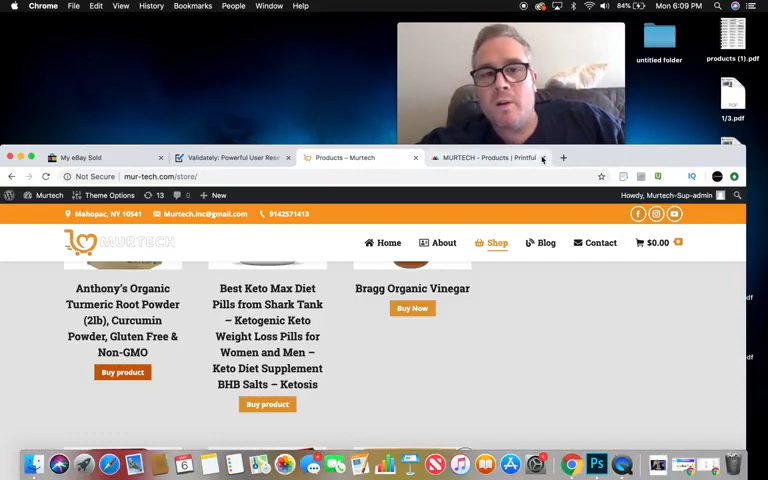 Chrome File Edit View History Bookmarks People Window Help
84% Mon 6:09 PM
untitled folder
products (1).pdf
1/3.pdf
My eBay Sold
Validately: Powerful User Rese
Products – Murtech
MURTECH - Products | Printful
Not Secure | mur-tech.com/store/
Murtech Theme Options 13 0 New
Howdy, Murtech-Sup-admin
Mahopac, NY 10541 Murtech.inc@gmail.com 9142571413
MURTECH
Home About Shop Blog Contact $0.00 0
Anthony's Organic
Turmeric Root Powder
(2lb), Curcumin
Powder, Gluten Free &
Non-GMO
Buy product
Best Keto Max Diet
Pills from Shark Tank
– Ketogenic Keto
Weight Loss Pills for
Women and Men –
Keto Diet Supplement
BHB Salts – Ketosis
Buy product
Bragg Organic Vinegar
Buy Now